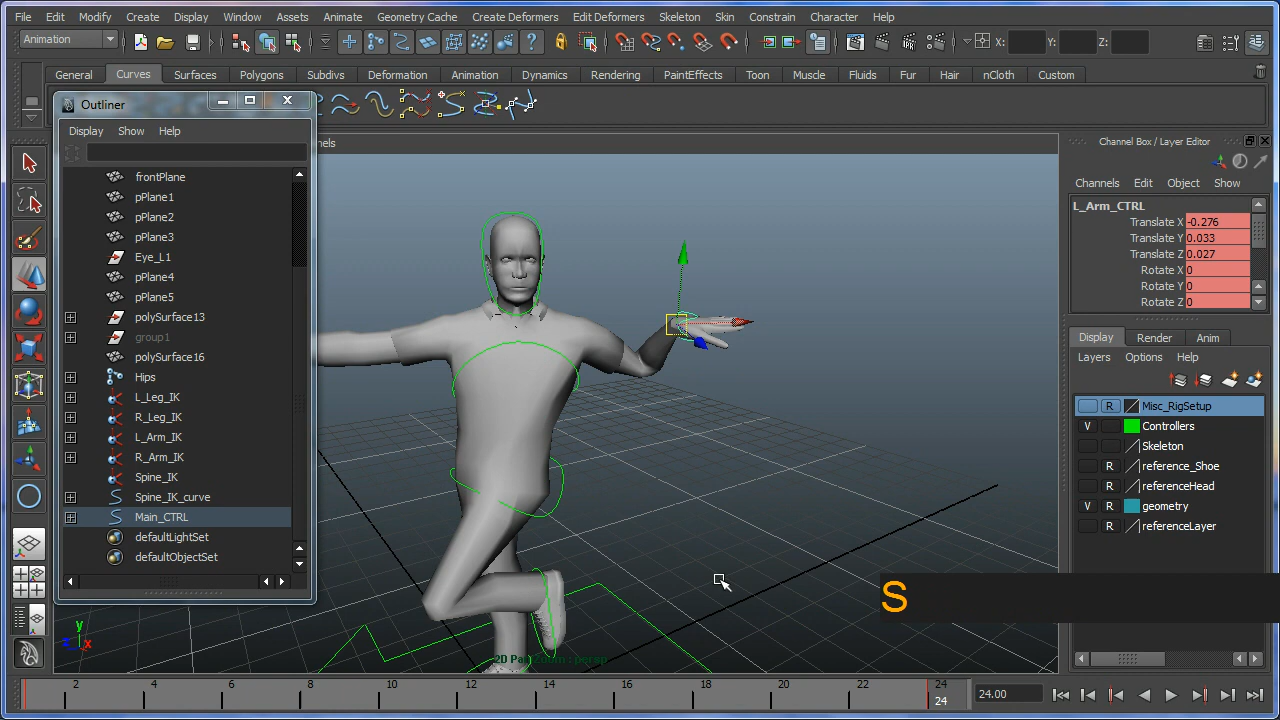 File Edit Modify Create Display Window Assets Animate Geometry Cache Create Deformers Edit Deformers Skeleton Skin Constrain Character Help
Animation X: Y: Z:
General Curves Surfaces Polygons Subdivs Deformation Animation Dynamics Rendering PaintEffects Toon Muscle Fluids Fur Hair nCloth Custom
Outliner
Display Show Help
frontPlane
pPlane1
pPlane2
pPlane3
Eye_L1
pPlane4
pPlane5
polySurface13
group1
polySurface16
Hips
L_Leg_IK
R_Leg_IK
L_Arm_IK
R_Arm_IK
Spine_IK
Spine_IK_curve
Main_CTRL
defaultLightSet
defaultObjectSet
nels
Channel Box / Layer Editor
Channels Edit Object Show
L_Arm_CTRL
Translate X -0.276
Translate Y 0.033
Translate Z 0.027
Rotate X 0
Rotate Y 0
Rotate Z 0
Display Render Anim
Layers Options Help
R Misc_RigSetup
V Controllers
Skeleton
R reference_Shoe
R referenceHead
V R geometry
R referenceLayer
S
y
z x
2D Pan/Zoom : persp
2 4 6 8 10 12 14 16 18 20 22 24
24
24.00